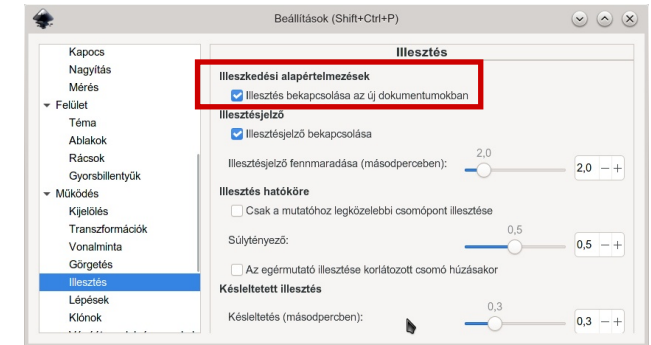 Beállítások (Shift+Ctrl+P)
Kapocs
Nagyítás
Mérés
Felület
Téma
Ablakok
Rácsok
Gyorsbillentyűk
Működés
Kijelölés
Transzformációk
Vonalminta
Görgetés
Illesztés
Lépések
Klónok
Illesztés
Illeszkedési alapértelmezések
Illesztés bekapcsolása az új dokumentumokban
Illesztésjelző
Illesztésjelző bekapcsolása
2,0
Illesztésjelző fennmaradása (másodperceben): 2,0
Illesztés hatóköre
Csak a mutatóhoz legközelebbi csomópont illesztése
0,5
Súlytényező: 0,5
Az egérmutató illesztése korlátozott csomó húzásakor
Késleltetett illesztés
0,3
Késleltetés (másodpercben): 0,3